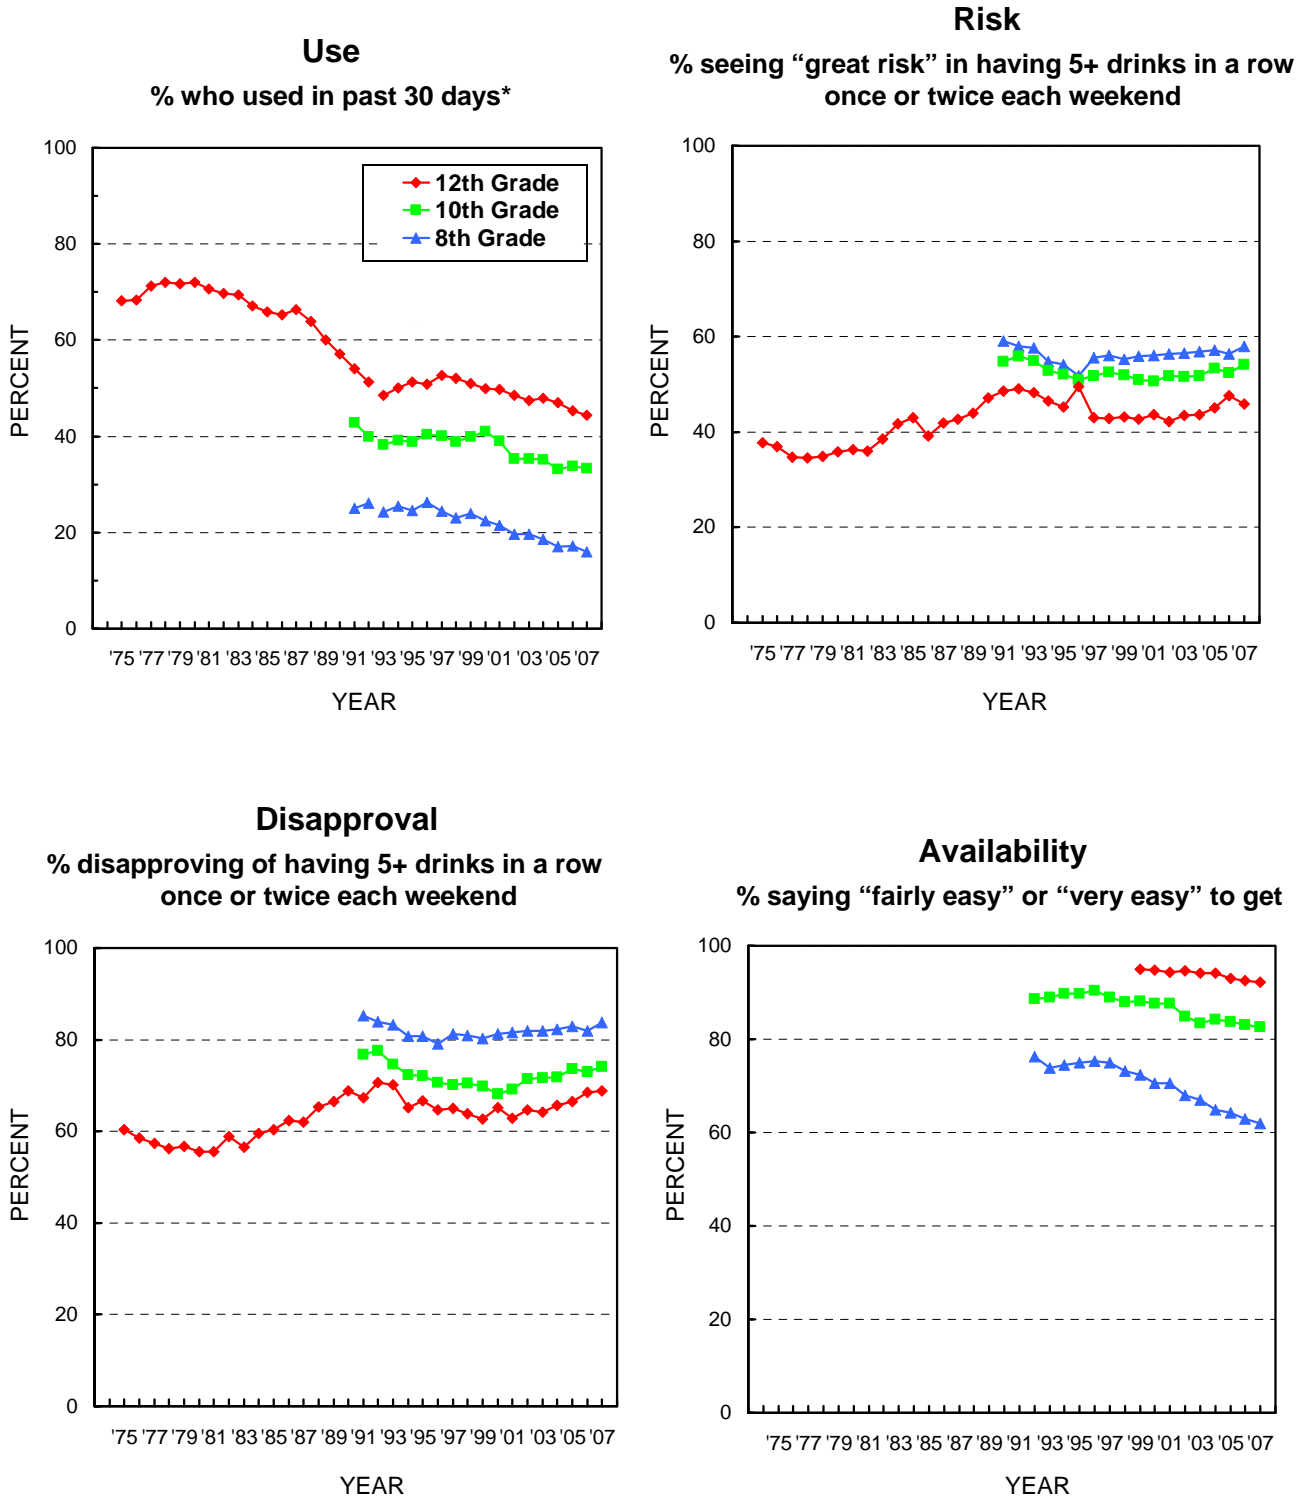 Use
% who used in past 30 days*
100
80
60
40
20
0
PERCENT
12th Grade
10th Grade
8th Grade
'75 '77 '79 '81 '83 '85 '87 '89 '91 '93 '95 '97 '99 '01 '03 '05 '07
YEAR
Risk
% seeing “great risk” in having 5+ drinks in a row
once or twice each weekend
100
80
60
40
20
0
PERCENT
'75 '77 '79 '81 '83 '85 '87 '89 '91 '93 '95 '97 '99 '01 '03 '05 '07
YEAR
Disapproval
% disapproving of having 5+ drinks in a row
once or twice each weekend
100
80
60
40
20
0
PERCENT
'75 '77 '79 '81 '83 '85 '87 '89 '91 '93 '95 '97 '99 '01 '03 '05 '07
YEAR
Availability
% saying “fairly easy” or “very easy” to get
100
80
60
40
20
0
PERCENT
'75 '77 '79 '81 '83 '85 '87 '89 '91 '93 '95 '97 '99 '01 '03 '05 '07
YEAR